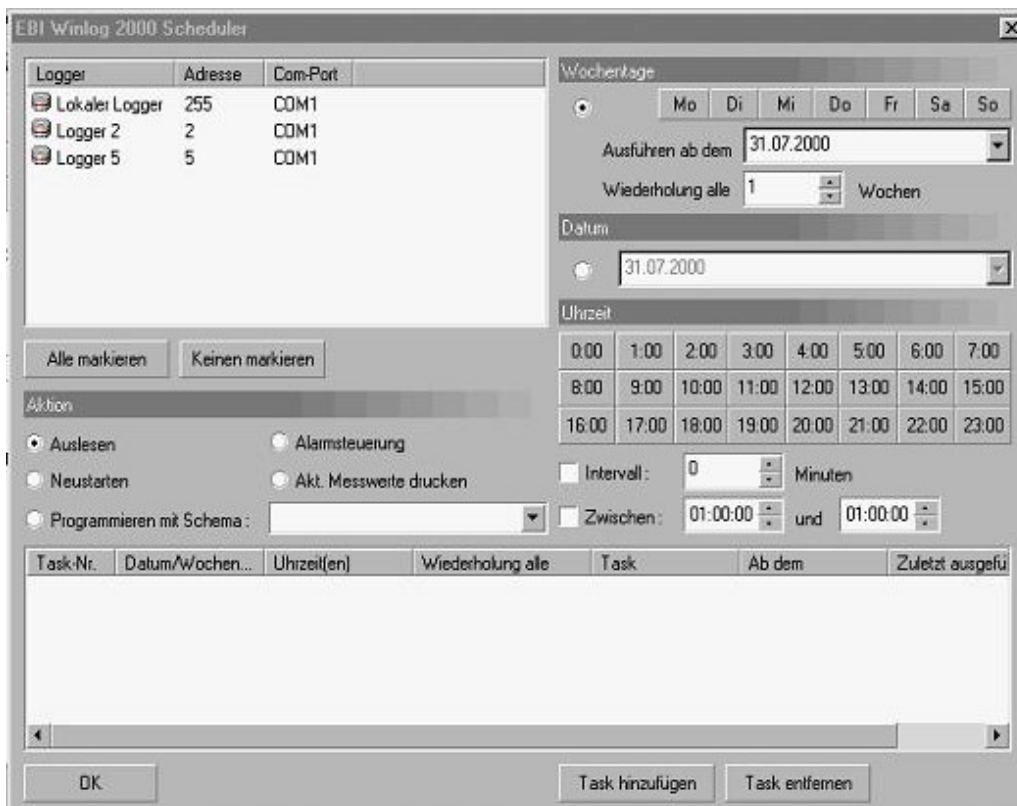 EBI Winlog 2000 Scheduler
Logger Adresse Com-Port
Lokaler Logger 255 COM1
Logger 2 2 COM1
Logger 5 5 COM1
Alle markieren Keinen markieren
Wochentage
Mo Di Mi Do Fr Sa So
Ausführen ab dem 31.07.2000
Wiederholung alle 1 Wochen
Datum
31.07.2000
Uhrzeit
0:00 1:00 2:00 3:00 4:00 5:00 6:00 7:00
8:00 9:00 10:00 11:00 12:00 13:00 14:00 15:00
16:00 17:00 18:00 19:00 20:00 21:00 22:00 23:00
Intervall: 0 Minuten
Zwischen: 01:00:00 und 01:00:00
Aktion
Auslesen Alarmsteuerung
Neustarten Akt. Messwerte drucken
Programmieren mit Schema:
Task-Nr. Datum/Wochen... Uhrzeit(en) Wiederholung alle Task Ab dem Zuletzt ausgefü
OK Task hinzufügen Task entfernen